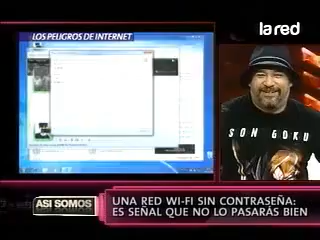 LOS PELIGROS DE INTERNET
la red
SON GOKU
ASI SOMOS
UNA RED WI-FI SIN CONTRASEÑA:
ES SEÑAL QUE NO LO PASARÁS BIEN